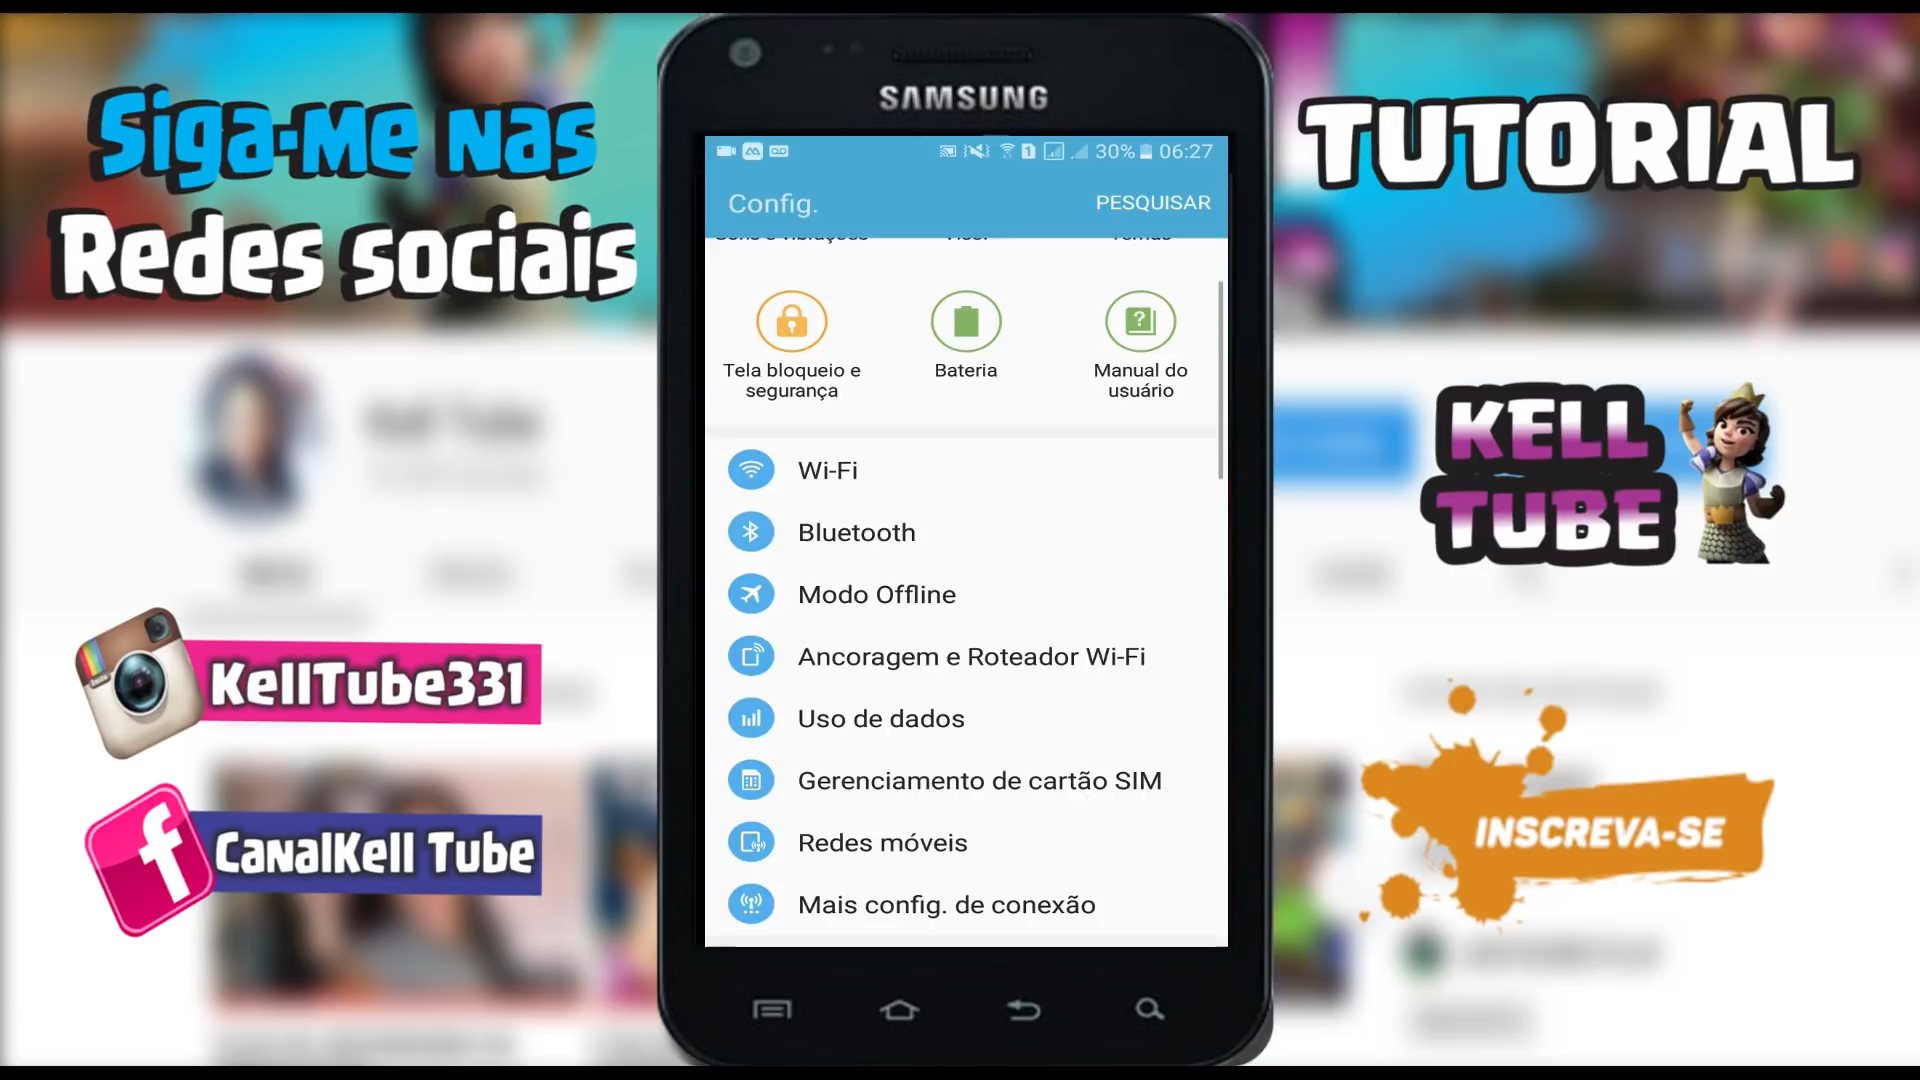 Siga-me nas
Redes sociais
KellTube331
CanalKell Tube
SAMSUNG
1 30% 06:27
Config. PESQUISAR
Tela bloqueio e
segurança
Bateria
Manual do
usuário
Wi-Fi
Bluetooth
Modo Offline
Ancoragem e Roteador Wi-Fi
Uso de dados
Gerenciamento de cartão SIM
Redes móveis
Mais config. de conexão
TUTORIAL
KELL
TUBE
INSCREVA-SE